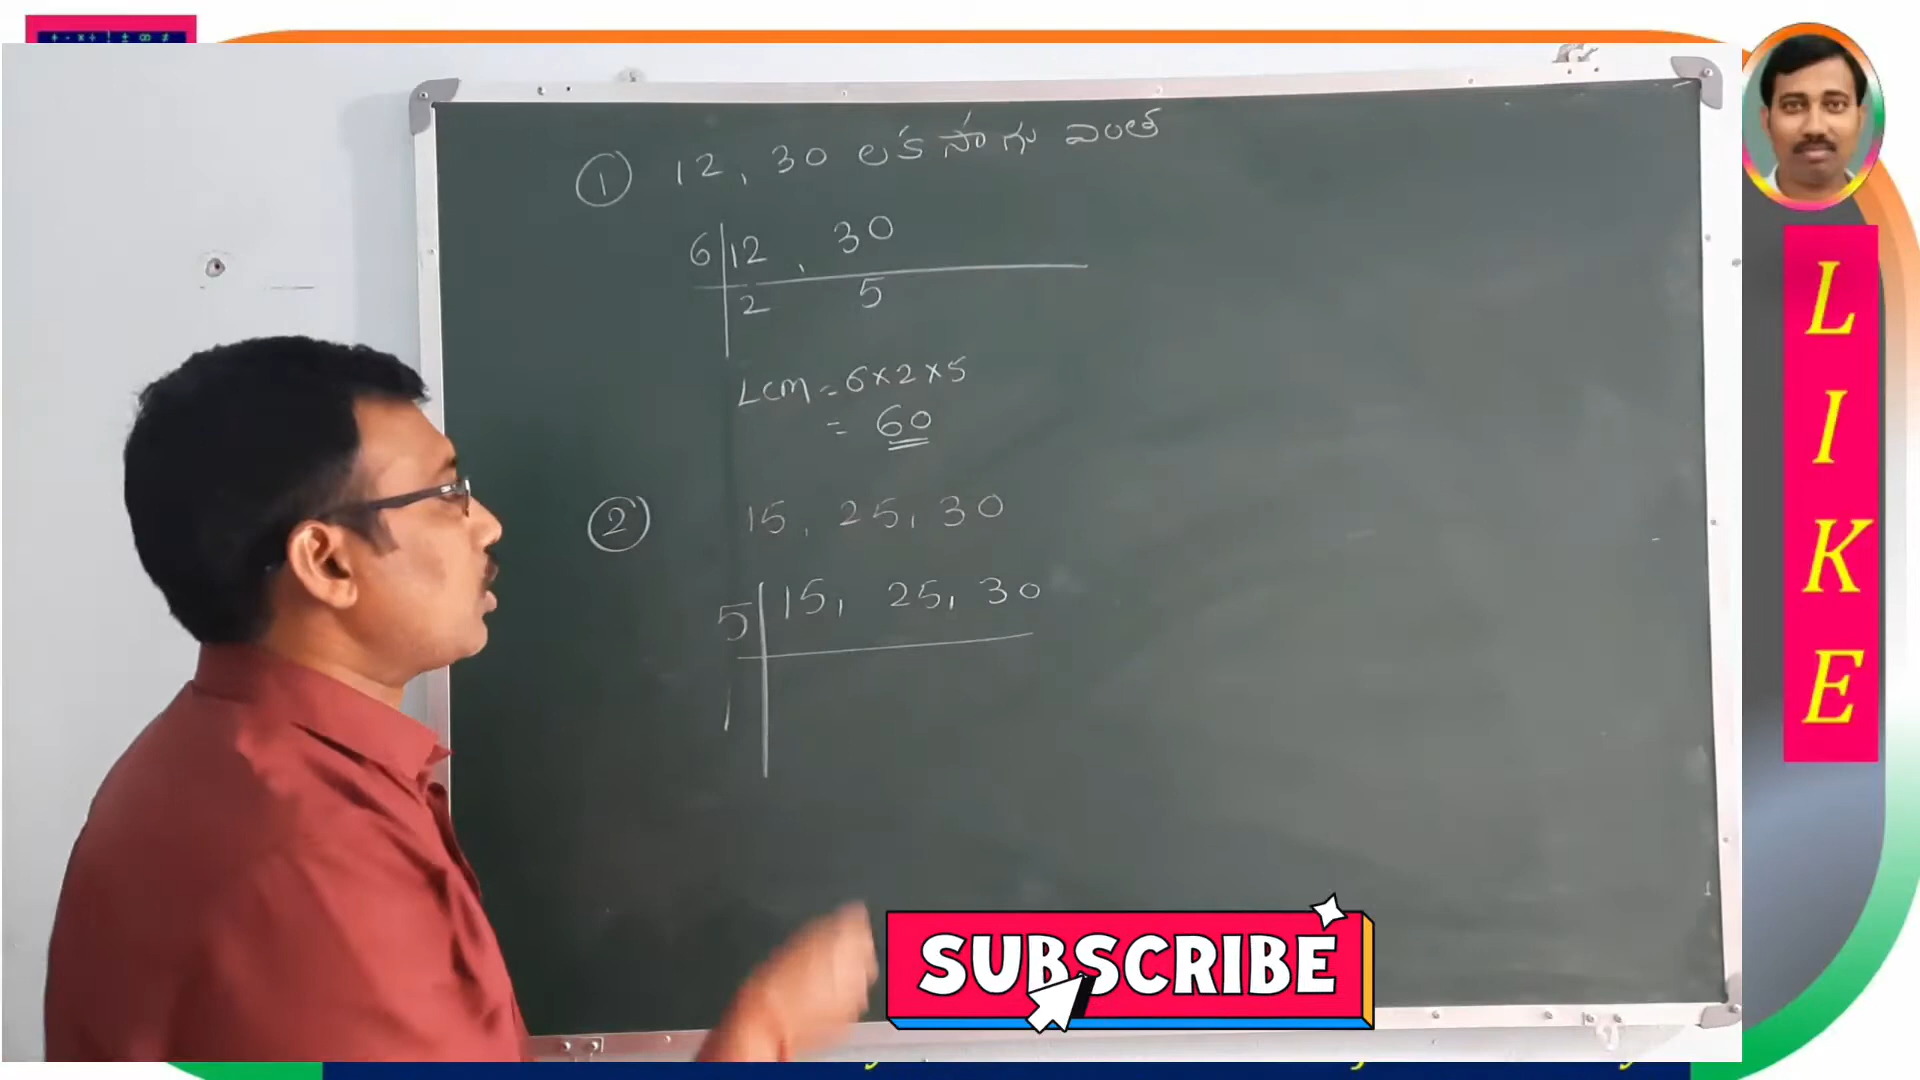 ① 12, 30 లకసాగు ఎంత
6 | 12, 30
2 5
LCM = 6×2×5
= 60
② 15, 25, 30
5 | 15, 25, 30
SUBSCRIBE
L
I
K
E